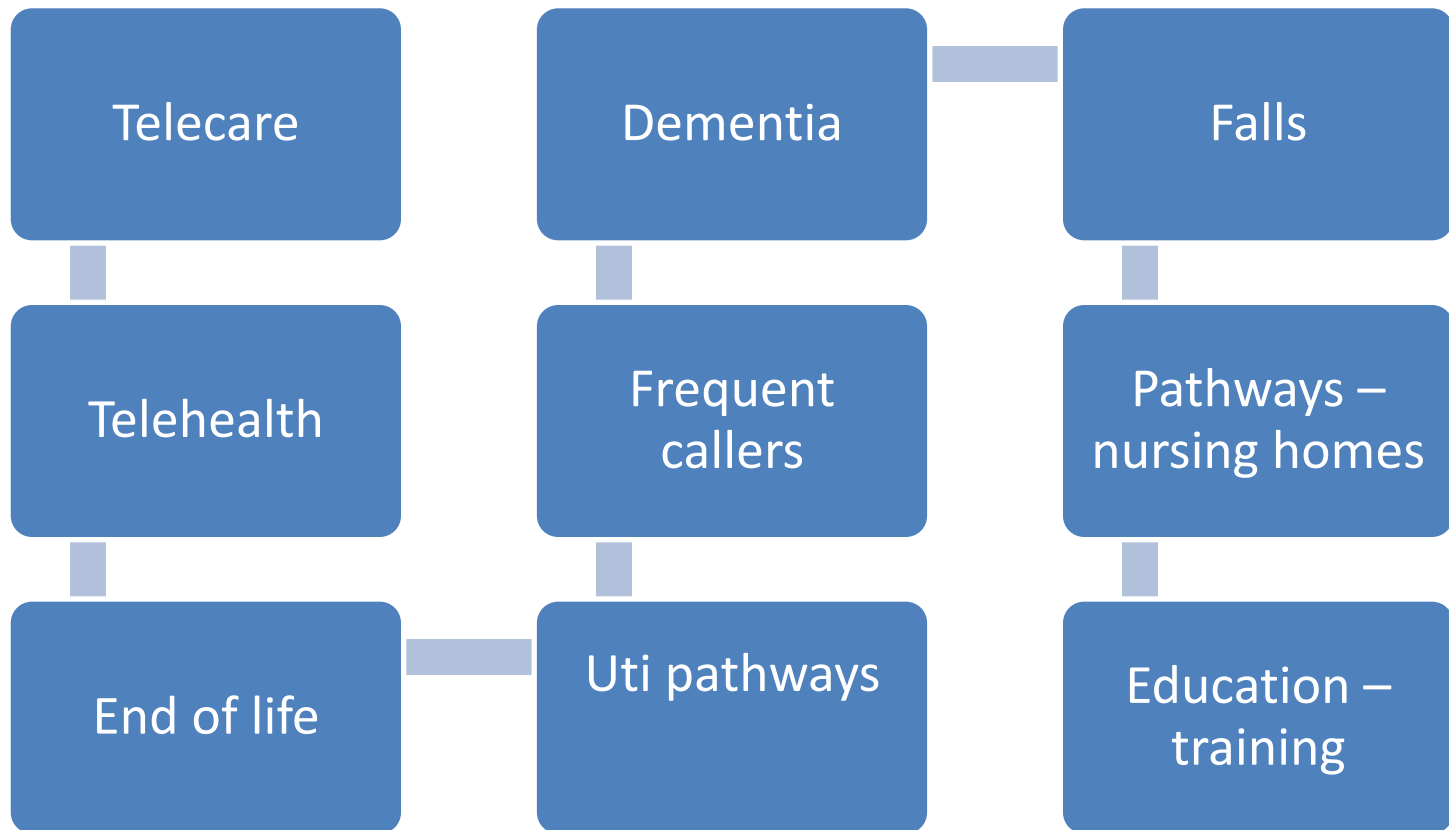 Telecare
Telehealth
End of life
Uti pathways
Frequent
callers
Dementia
Falls
Pathways –
nursing homes
Education –
training